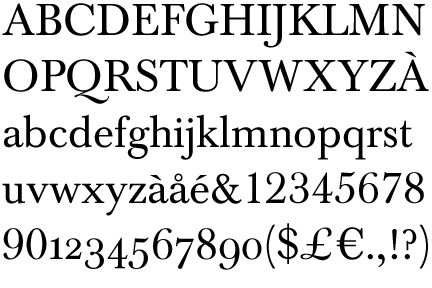 ABCDEFGHIJKLMN
OPQRSTUVWXYZÀ
abcdefghijklmnopqrst
uvwxyzàåé&12345678
901234567890($£€.,!?)